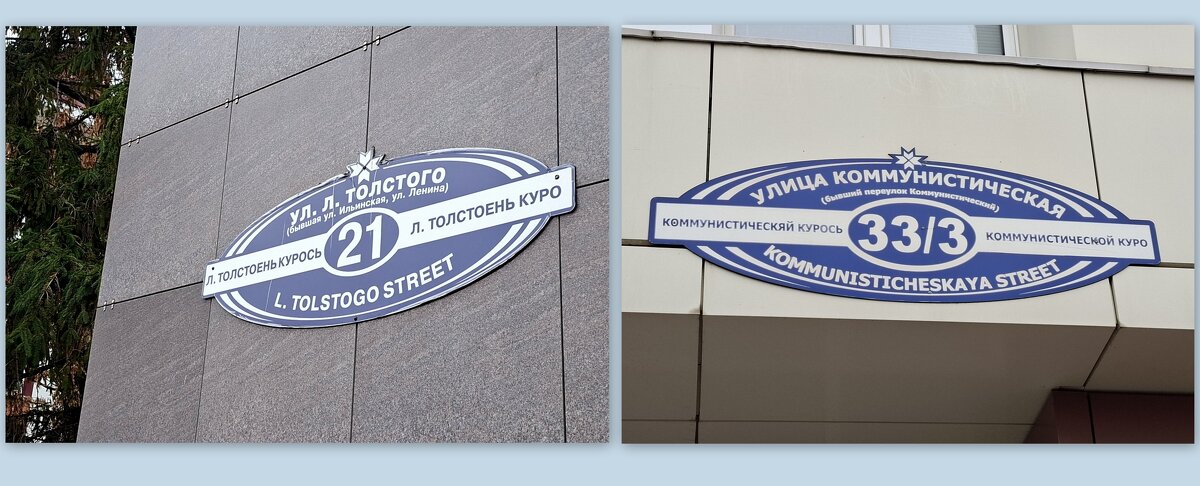 УЛ. Л. ТОЛСТОГО
(бывшая ул. Ильинская, ул. Ленина)
Л. ТОЛСТОЕНЬ КУРОСЬ
21
Л. ТОЛСТОЕНЬ КУРО
L. TOLSTOGO STREET
УЛИЦА КОММУНИСТИЧЕСКАЯ
(бывший переулок Коммунистический)
КОММУНИСТИЧЕСКЯЙ КУРОСЬ
33/3
КОММУНИСТИЧЕСКОЙ КУРО
KOMMUNISTICHESKAYA STREET